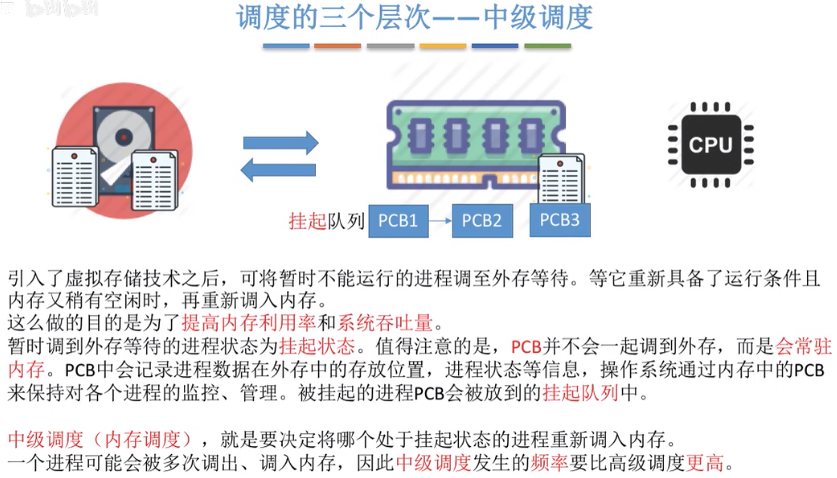 调度的三个层次——中级调度
CPU
挂起队列 PCB1 PCB2 PCB3
引入了虚拟存储技术之后，可将暂时不能运行的进程调至外存等待。等它重新具备了运行条件且
内存又稍有空闲时，再重新调入内存。
这么做的目的是为了提高内存利用率和系统吞吐量。
暂时调到外存等待的进程状态为挂起状态。值得注意的是，PCB并不会一起调到外存，而是会常驻
内存。PCB中会记录进程数据在外存中的存放位置，进程状态等信息，操作系统通过内存中的PCB
来保持对各个进程的监控、管理。被挂起的进程PCB会被放到的挂起队列中。
中级调度（内存调度），就是要决定将哪个处于挂起状态的进程重新调入内存。
一个进程可能会被多次调出、调入内存，因此中级调度发生的频率要比高级调度更高。